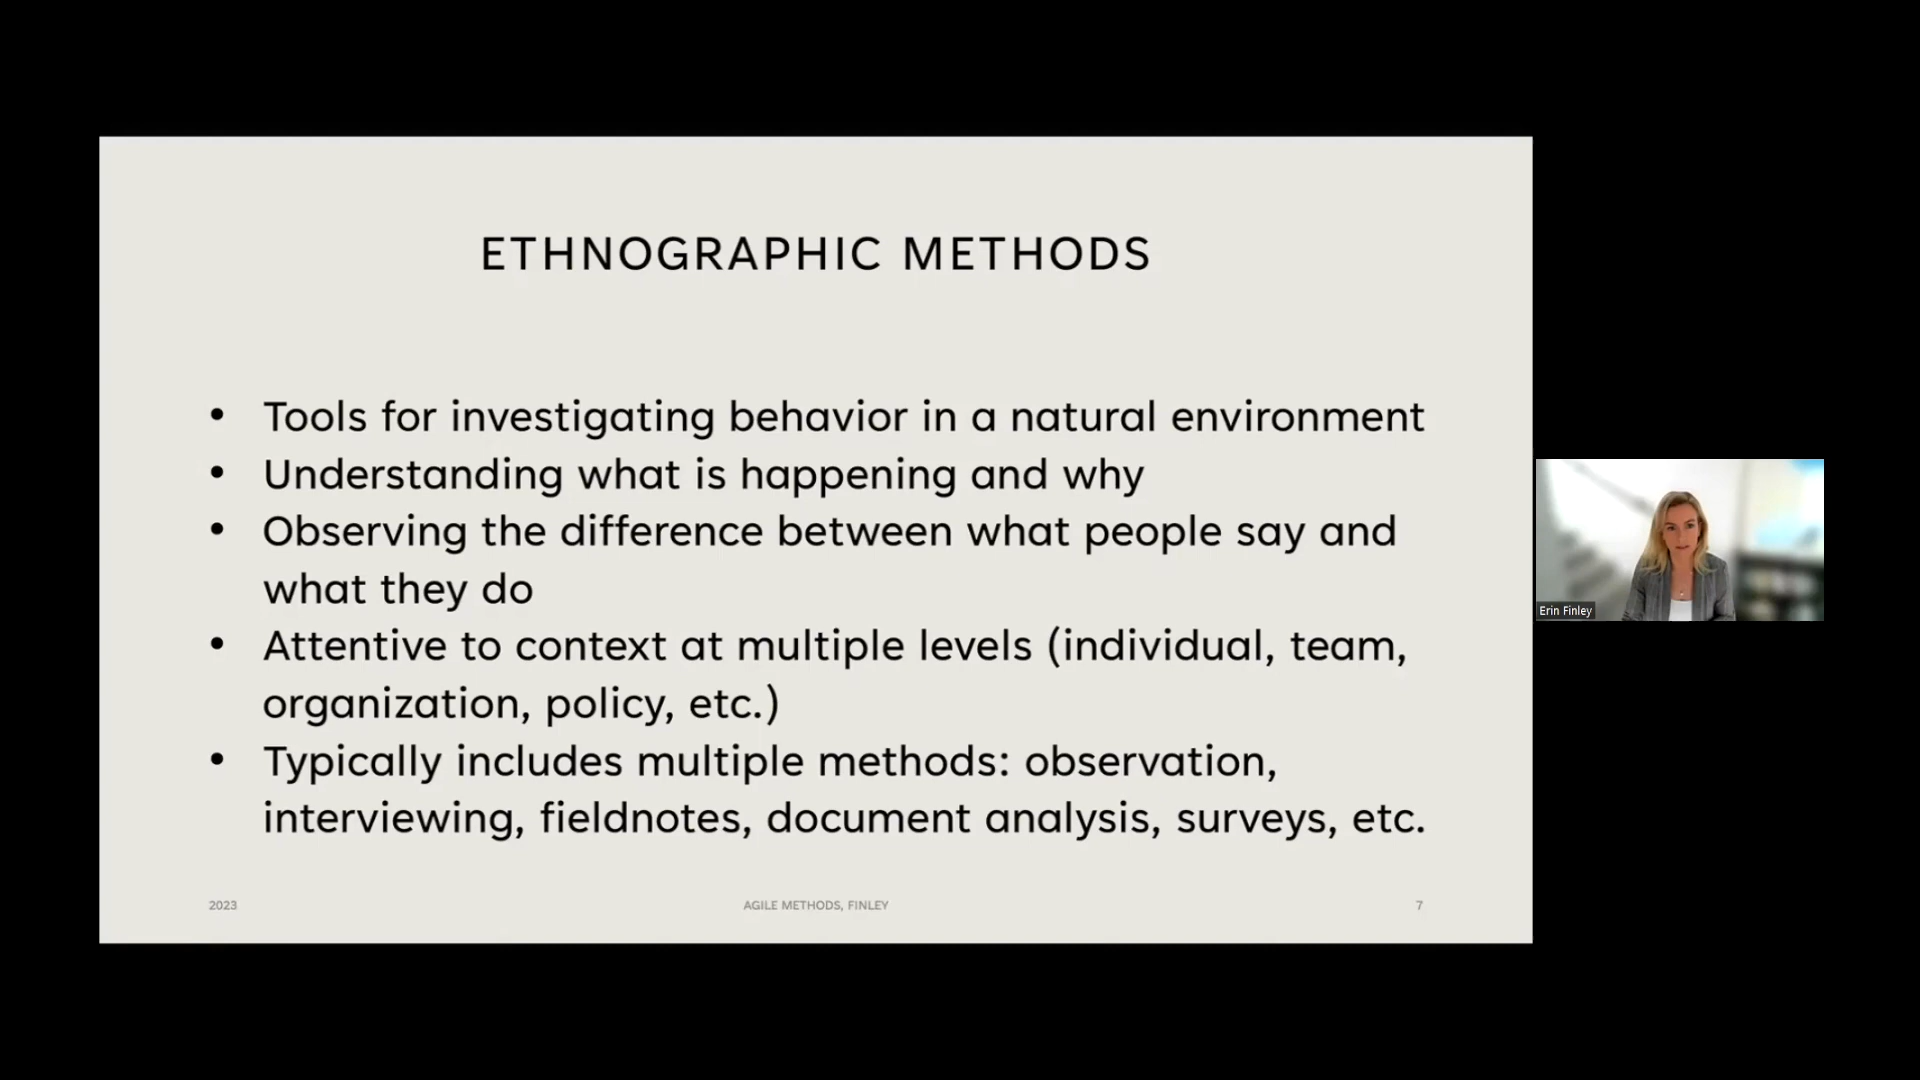 ETHNOGRAPHIC METHODS
• Tools for investigating behavior in a natural environment
• Understanding what is happening and why
• Observing the difference between what people say and
what they do
• Attentive to context at multiple levels (individual, team,
organization, policy, etc.)
• Typically includes multiple methods: observation,
interviewing, fieldnotes, document analysis, surveys, etc.
2023
AGILE METHODS, FINLEY
7
Erin Finley